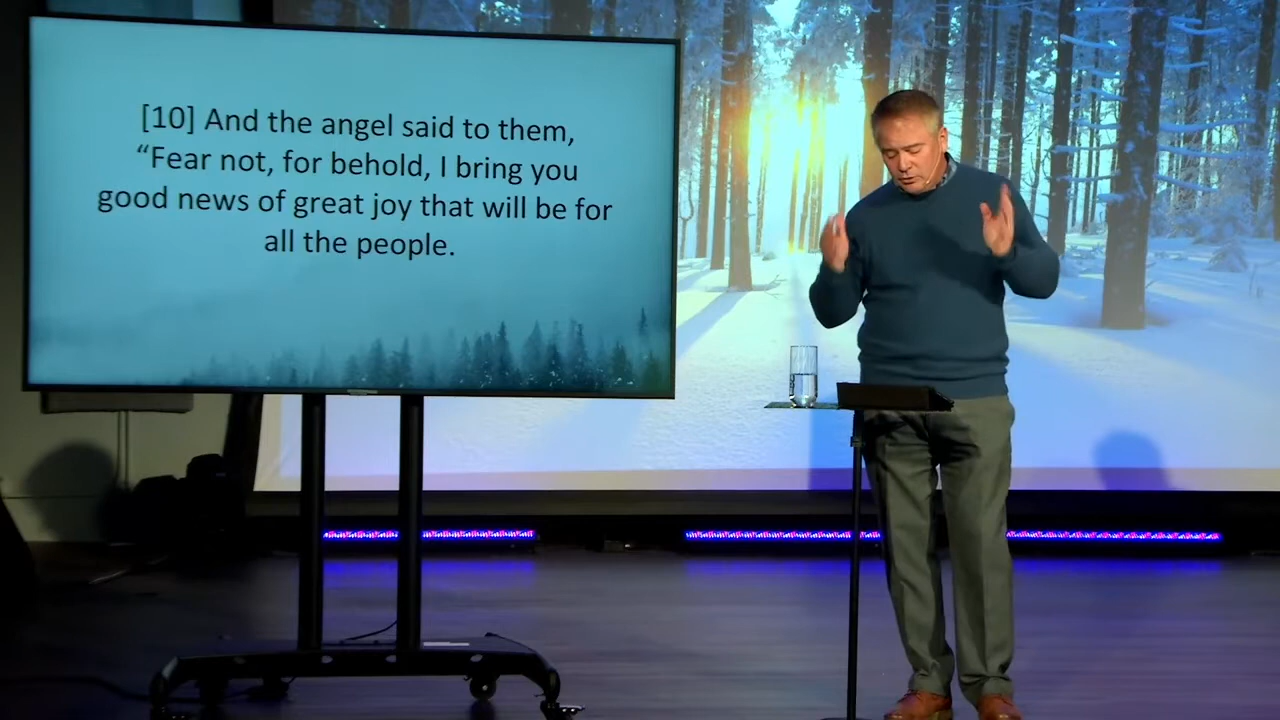 [10] And the angel said to them,
“Fear not, for behold, I bring you
good news of great joy that will be for
all the people.